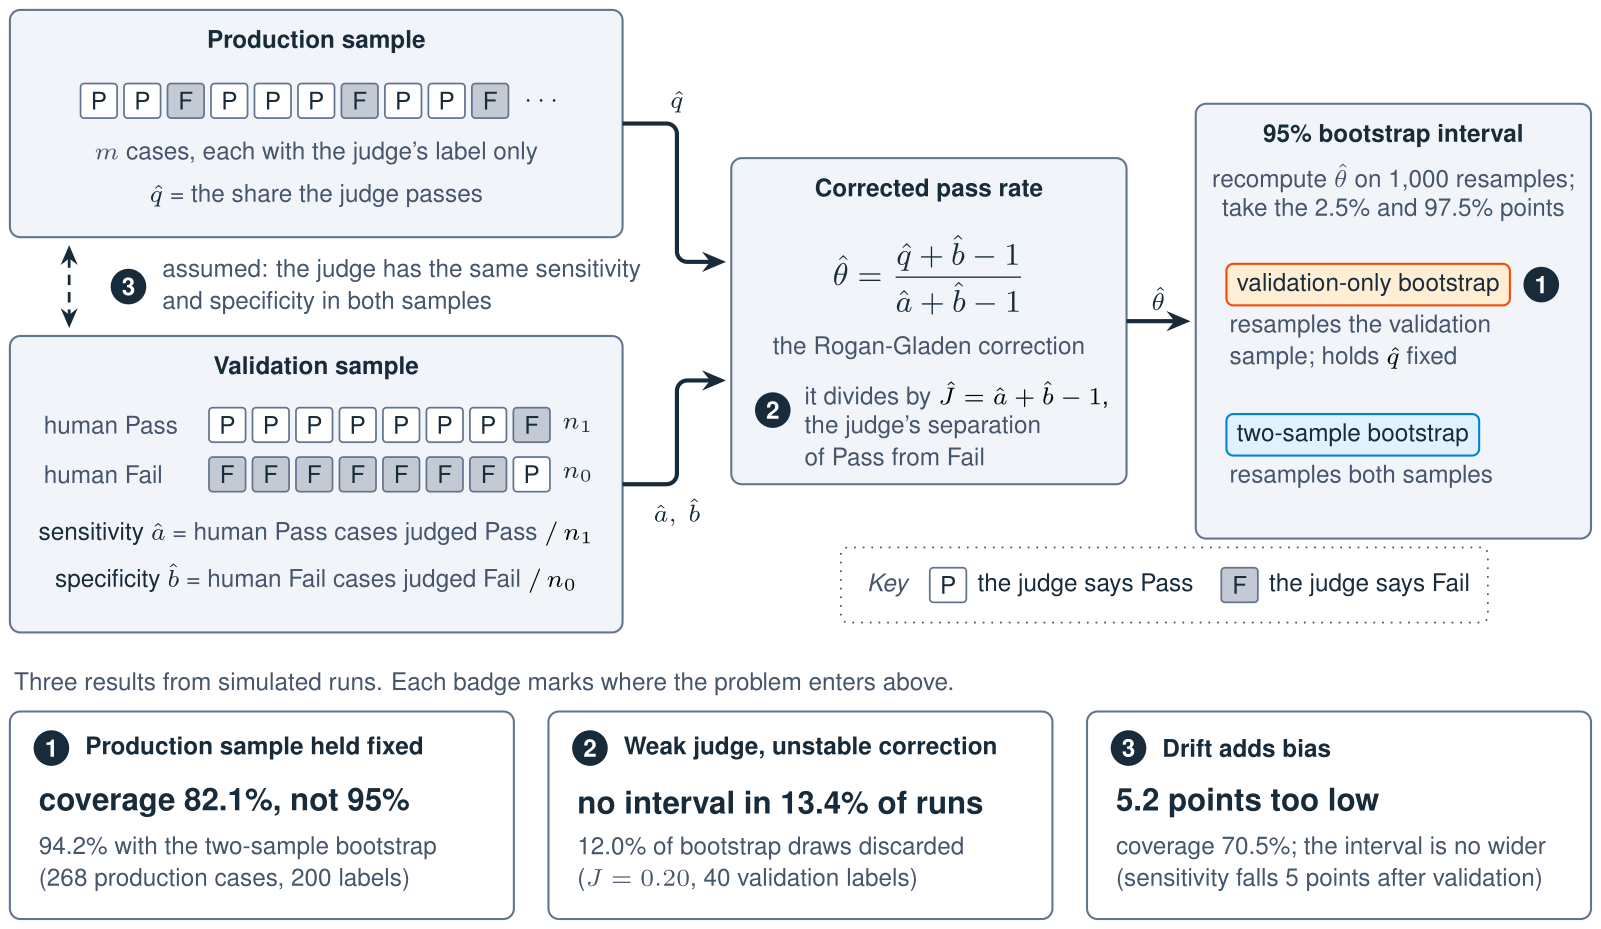 Production sample
P P F P P P F P P F ···
m cases, each with the judge's label only
q̂ = the share the judge passes
3 assumed: the judge has the same sensitivity
and specificity in both samples
Validation sample
human Pass P P P P P P P F n₁
human Fail F F F F F F F P n₀
sensitivity â = human Pass cases judged Pass / n₁
specificity b̂ = human Fail cases judged Fail / n₀
q̂
â, b̂
Corrected pass rate
θ̂ = (q̂ + b̂ − 1) / (â + b̂ − 1)
the Rogan-Gladen correction
2 it divides by Ĵ = â + b̂ − 1,
the judge's separation
of Pass from Fail
θ̂
95% bootstrap interval
recompute θ̂ on 1,000 resamples;
take the 2.5% and 97.5% points
validation-only bootstrap 1
resamples the validation
sample; holds q̂ fixed
two-sample bootstrap
resamples both samples
Key P the judge says Pass F the judge says Fail
Three results from simulated runs. Each badge marks where the problem enters above.
1 Production sample held fixed
coverage 82.1%, not 95%
94.2% with the two-sample bootstrap
(268 production cases, 200 labels)
2 Weak judge, unstable correction
no interval in 13.4% of runs
12.0% of bootstrap draws discarded
(J = 0.20, 40 validation labels)
3 Drift adds bias
5.2 points too low
coverage 70.5%; the interval is no wider
(sensitivity falls 5 points after validation)